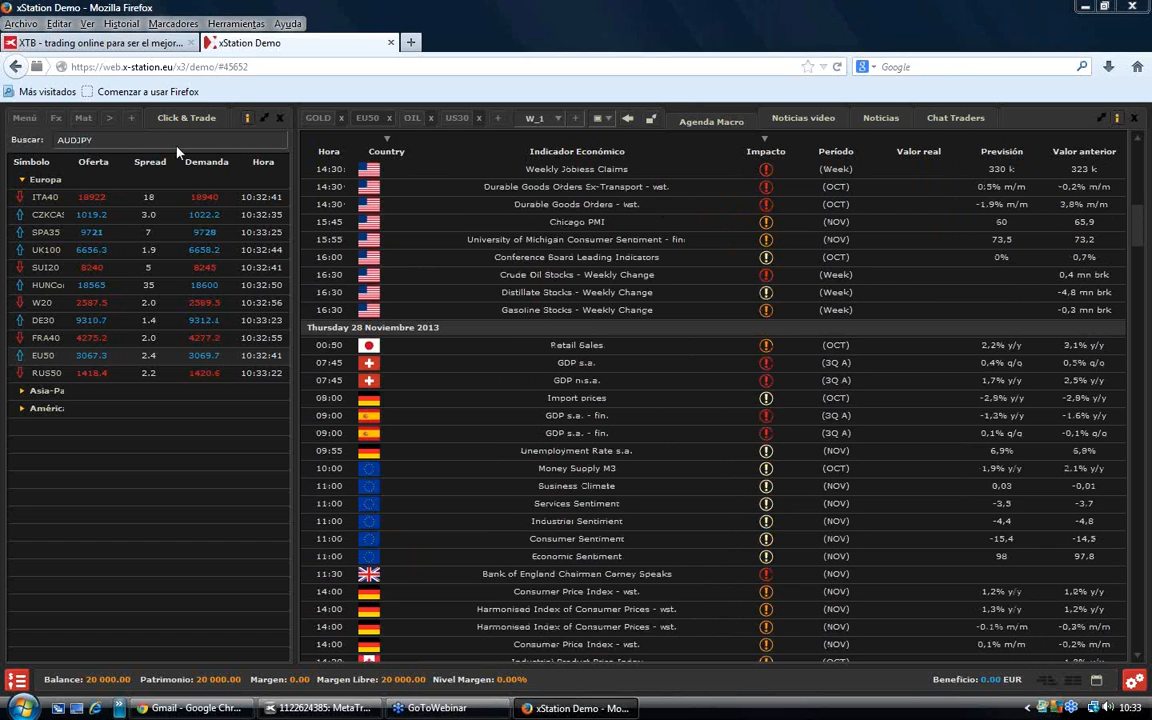 xStation Demo - Mozilla Firefox
Archivo Editar Ver Historial Marcadores Herramientas Ayuda
XTB - trading online para ser el mejor... × xStation Demo × +
https://web.x-station.eu/x3/demo/#45652 Google
Más visitados Comenzar a usar Firefox
Menú Fx Mat > + Click & Trade
GOLD x EU50 x OIL x US30 x + W_1 + Agenda Macro Noticias video Noticias Chat Traders
Buscar: AUDJPY
Símbolo Oferta Spread Demanda Hora
Europa
ITA40 18922 18 18940 10:32:41
CZKCAS 1019.2 3.0 1022.2 10:32:35
SPA35 9721 7 9728 10:33:25
UK100 6656.3 1.9 6658.2 10:32:44
SUI20 8240 5 8245 10:32:41
HUNCo 18565 35 18600 10:32:50
W20 2587.5 2.0 2589.5 10:32:56
DE30 9310.7 1.4 9312.1 10:33:23
FRA40 4275.2 2.0 4277.2 10:32:55
EU50 3067.3 2.4 3069.7 10:32:41
RUS50 1418.4 2.2 1420.6 10:33:22
Asia-Pa
Améric
Hora Country Indicador Económico Impacto Período Valor real Previsión Valor anterior
14:30 Weekly Jobless Claims (Week) 330 k 323 k
14:30 Durable Goods Orders Ex-Transport - wst. (OCT) 0.5% m/m -0,2% m/m
14:30 Durable Goods Orders - wst. (OCT) -1.9% m/m 3,8% m/m
15:45 Chicago PMI (NOV) 60 65,9
15:55 University of Michigan Consumer Sentiment - fin (NOV) 73,5 73,2
16:00 Conference Board Leading Indicators (OCT) 0% 0,7%
16:30 Crude Oil Stocks - Weekly Change (Week) 0,4 mn brk
16:30 Distillate Stocks - Weekly Change (Week) -4,8 mn brk
16:30 Gasoline Stocks - Weekly Change (Week) -0,3 mn brk
Thursday 28 Noviembre 2013
00:50 Retail Sales (OCT) 2,2% y/y 3,1% y/y
07:45 GDP s.a. (3Q A) 0,4% q/q 0,5% q/q
07:45 GDP n.s.a. (3Q A) 1,7% y/y 2,5% y/y
08:00 Import prices (OCT) -2,9% y/y -2,8% y/y
09:00 GDP s.a. - fin. (3Q A) -1,3% y/y -1.6% y/y
09:00 GDP s.a. - fin. (3Q A) 0,1% q/q -0,1% q/q
09:55 Unemployment Rate s.a. (NOV) 6,9% 6,8%
10:00 Money Supply M3 (OCT) 1,9% y/y 2.1% y/y
11:00 Business Climate (NOV) 0,03 -0,01
11:00 Services Sentiment (NOV) -3,5 -3.7
11:00 Industrial Sentiment (NOV) -4,4 -4,8
11:00 Consumer Sentiment (NOV) -15,4 -14,5
11:00 Economic Sentiment (NOV) 98 97.8
11:30 Bank of England Chairman Carney Speaks (NOV)
14:00 Consumer Price Index - wst. (NOV) 1,2% y/y 1,2% y/y
14:00 Harmonised Index of Consumer Prices - wst. (NOV) 1,3% y/y 1,2% y/y
14:00 Harmonised Index of Consumer Prices - wst. (NOV) -0.1% m/m -0,3% m/m
14:00 Consumer Price Index - wst. (NOV) 0,1% m/m -0,2% m/m
Balance: 20 000.00 Patrimonio: 20 000.00 Margen: 0.00 Margen Libre: 20 000.00 Nivel Margen: 0.00% Beneficio: 0.00 EUR
Gmail - Google Chr... 1122624385: MetaTr... GoToWebinar xStation Demo - Mo... 10:33